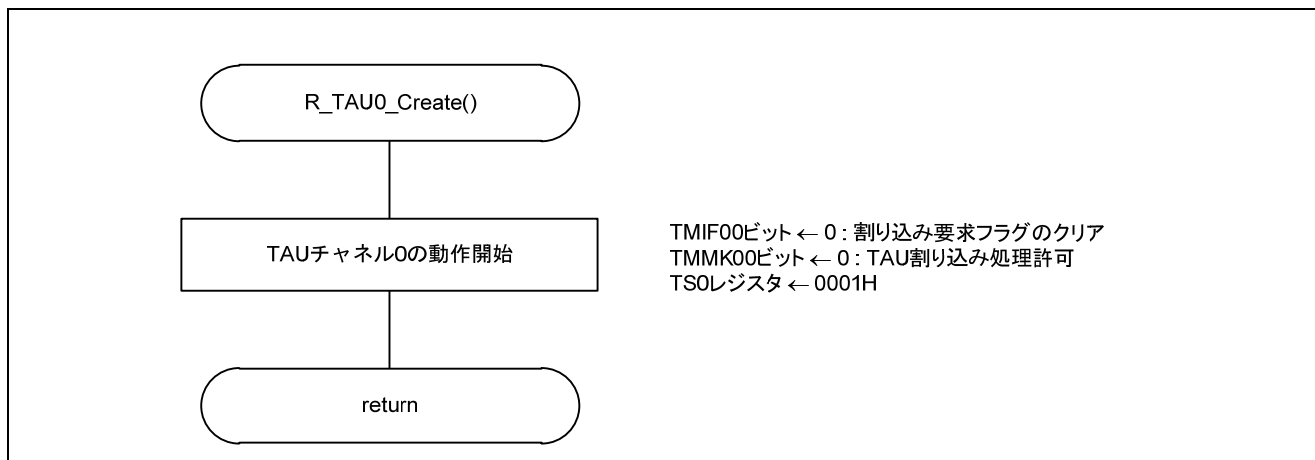 R_TAU0_Create()
TAUチャネル0の動作開始
TMIF00ビット ← 0 : 割り込み要求フラグのクリア
TMMK00ビット ← 0 : TAU割り込み処理許可
TS0レジスタ ← 0001H
return